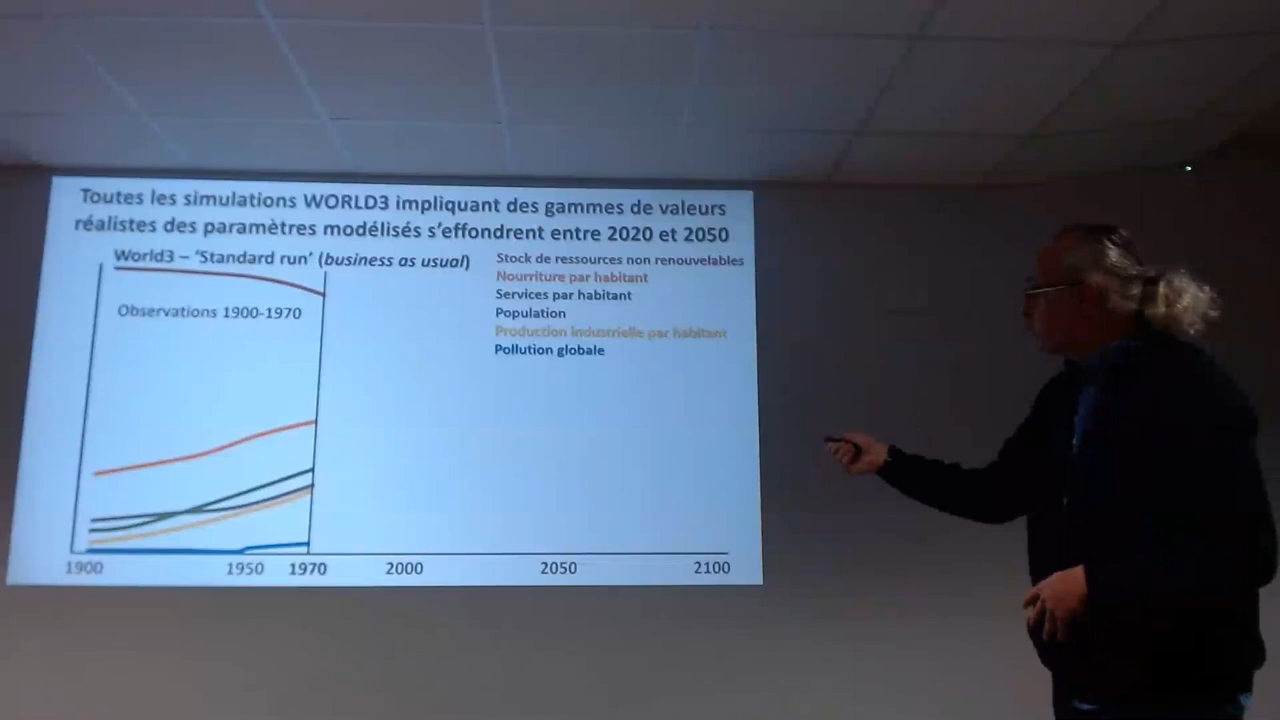 Toutes les simulations WORLD3 impliquant des gammes de valeurs
réalistes des paramètres modélisés s’effondrent entre 2020 et 2050
World3 – ‘Standard run’ (business as usual)
Observations 1900-1970
Stock de ressources non renouvelables
Nourriture par habitant
Services par habitant
Population
Production industrielle par habitant
Pollution globale
1900 1950 1970 2000 2050 2100